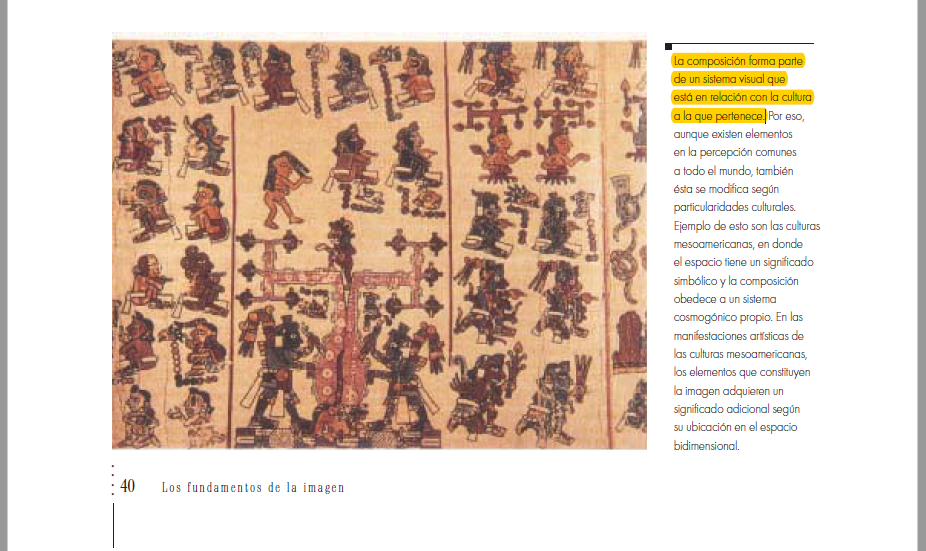 La composición forma parte
de un sistema visual que
está en relación con la cultura
a la que pertenece. Por eso,
aunque existen elementos
en la percepción comunes
a todo el mundo, también
ésta se modifica según
particularidades culturales.
Ejemplo de esto son las culturas
mesoamericanas, en donde
el espacio tiene un significado
simbólico y la composición
obedece a un sistema
cosmogónico propio. En las
manifestaciones artísticas de
las culturas mesoamericanas,
los elementos que constituyen
la imagen adquieren un
significado adicional según
su ubicación en el espacio
bidimensional.
40 Los fundamentos de la imagen